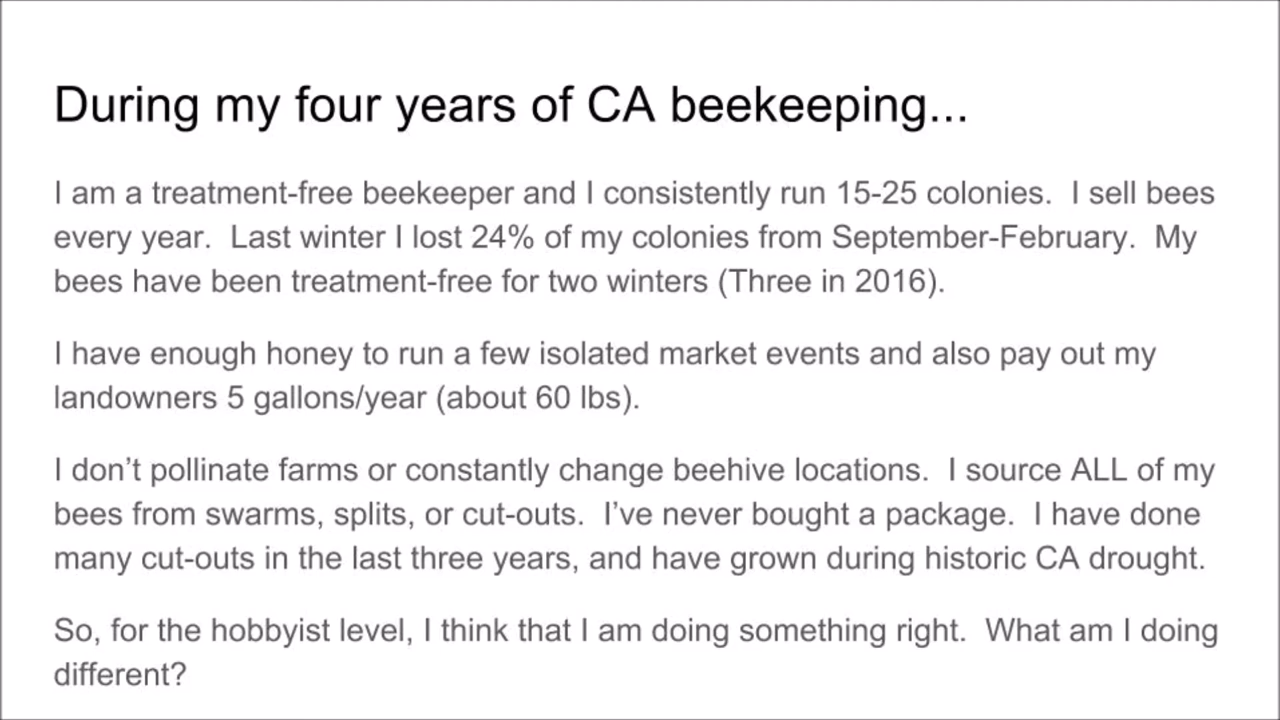 During my four years of CA beekeeping...
I am a treatment-free beekeeper and I consistently run 15-25 colonies.  I sell bees
every year.  Last winter I lost 24% of my colonies from September-February.  My
bees have been treatment-free for two winters (Three in 2016).
I have enough honey to run a few isolated market events and also pay out my
landowners 5 gallons/year (about 60 lbs).
I don’t pollinate farms or constantly change beehive locations.  I source ALL of my
bees from swarms, splits, or cut-outs.  I’ve never bought a package.  I have done
many cut-outs in the last three years, and have grown during historic CA drought.
So, for the hobbyist level, I think that I am doing something right.  What am I doing
different?